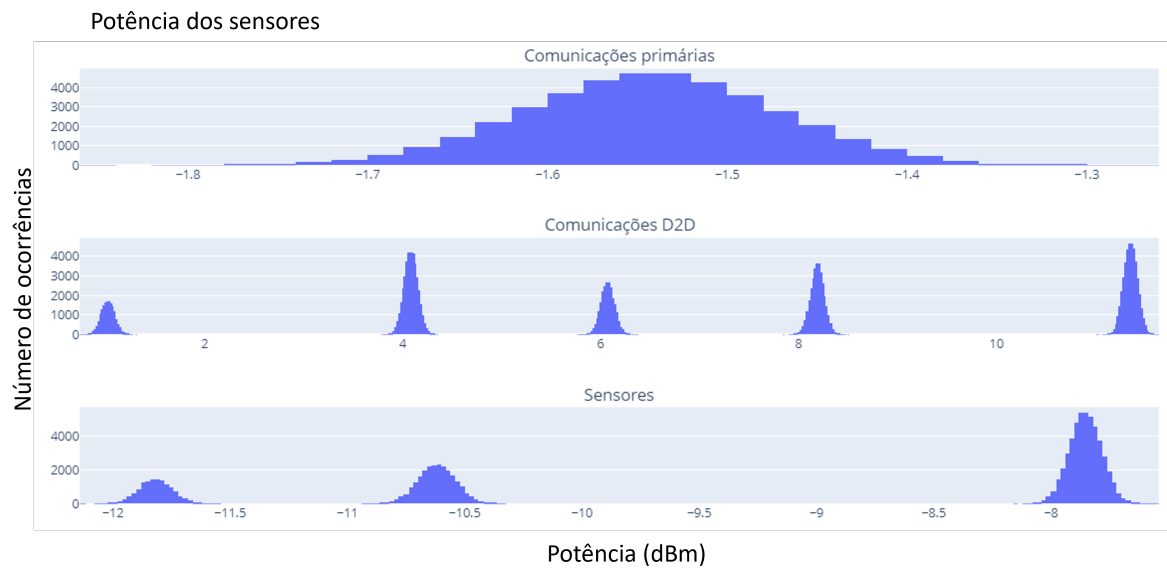 Potência dos sensores
Comunicações primárias
4000
3000
2000
1000
0
−1.8 −1.7 −1.6 −1.5 −1.4 −1.3
Comunicações D2D
4000
3000
2000
1000
0
2 4 6 8 10
Sensores
4000
2000
0
−12 −11.5 −11 −10.5 −10 −9.5 −9 −8.5 −8
Número de ocorrências
Potência (dBm)